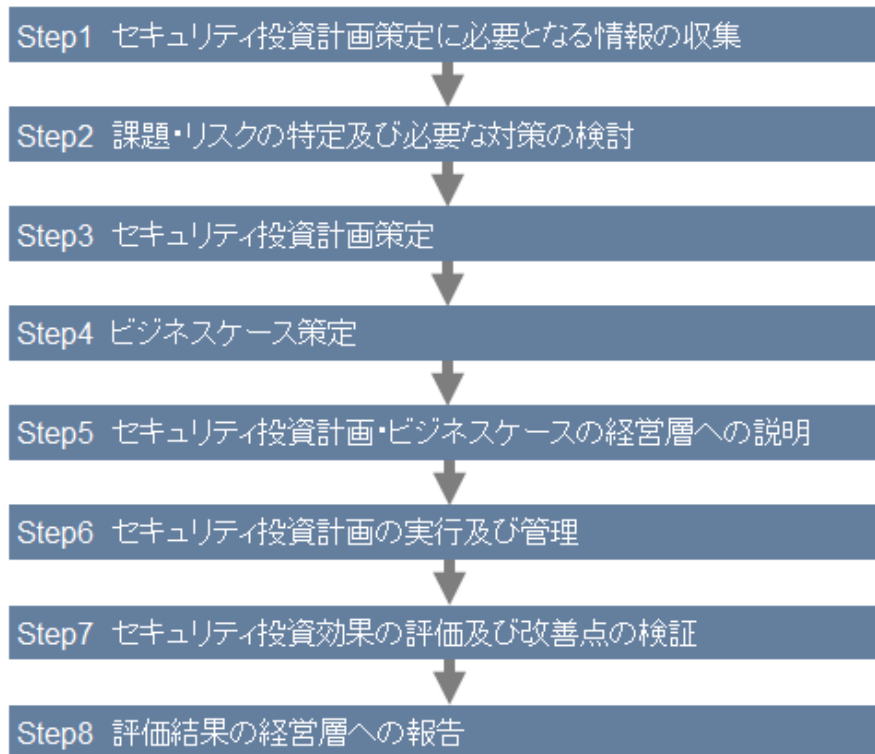 Step1 セキュリティ投資計画策定に必要となる情報の収集
Step2 課題・リスクの特定及び必要な対策の検討
Step3 セキュリティ投資計画策定
Step4 ビジネスケース策定
Step5 セキュリティ投資計画・ビジネスケースの経営層への説明
Step6 セキュリティ投資計画の実行及び管理
Step7 セキュリティ投資効果の評価及び改善点の検証
Step8 評価結果の経営層への報告